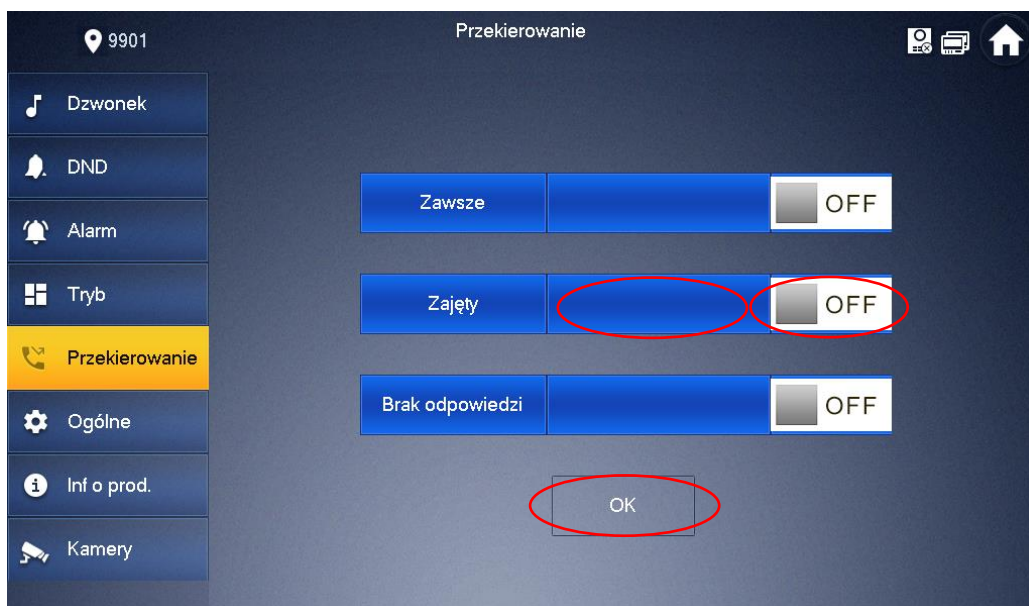 9901
Przekierowanie
Dzwonek
DND
Alarm
Tryb
Przekierowanie
Ogólne
Inf o prod.
Kamery
Zawsze
OFF
Zajęty
OFF
Brak odpowiedzi
OFF
OK